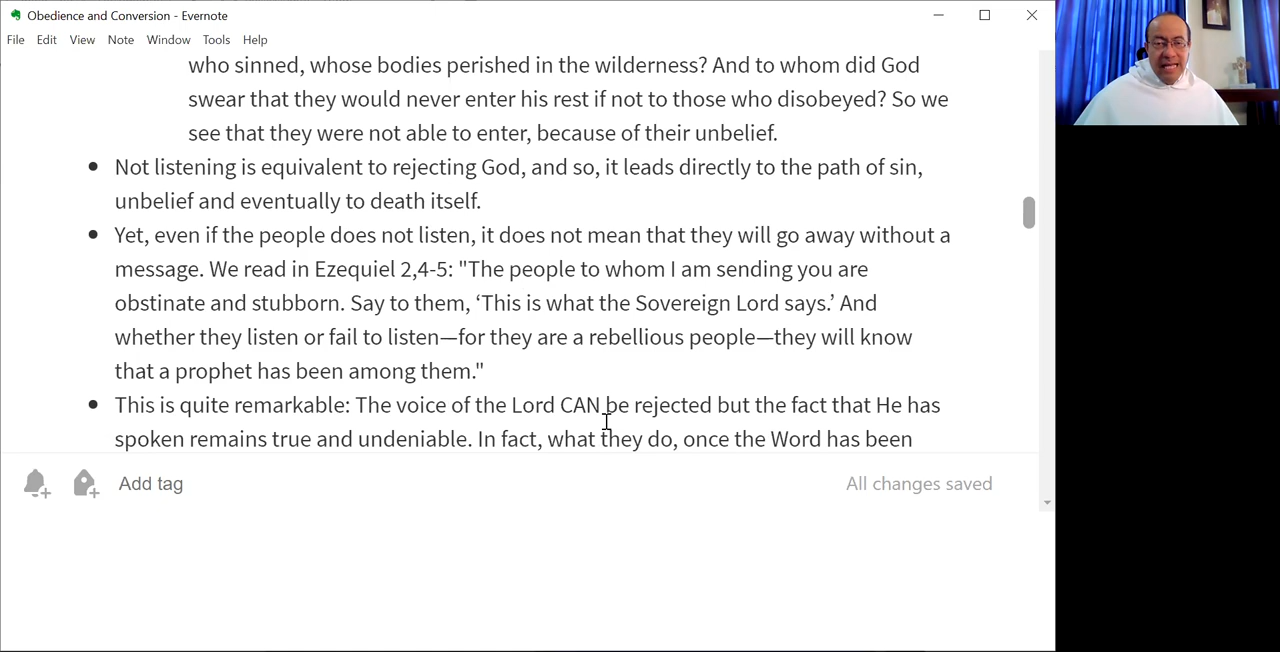 Obedience and Conversion - Evernote
File Edit View Note Window Tools Help
who sinned, whose bodies perished in the wilderness? And to whom did God
swear that they would never enter his rest if not to those who disobeyed? So we
see that they were not able to enter, because of their unbelief.
• Not listening is equivalent to rejecting God, and so, it leads directly to the path of sin,
unbelief and eventually to death itself.
• Yet, even if the people does not listen, it does not mean that they will go away without a
message. We read in Ezequiel 2,4-5: "The people to whom I am sending you are
obstinate and stubborn. Say to them, ‘This is what the Sovereign Lord says.’ And
whether they listen or fail to listen—for they are a rebellious people—they will know
that a prophet has been among them."
• This is quite remarkable: The voice of the Lord CAN be rejected but the fact that He has
spoken remains true and undeniable. In fact, what they do, once the Word has been
Add tag
All changes saved